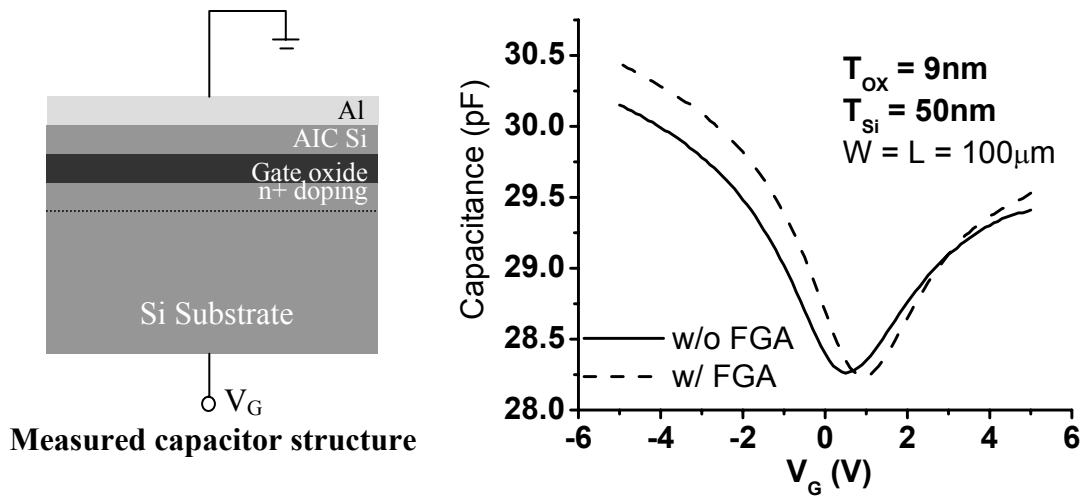 Al
AIC Si
Gate oxide
n+ doping
Si Substrate
V_G
Measured capacitor structure
Capacitance (pF)
30.5
30.0
29.5
29.0
28.5
28.0
T_OX = 9nm
T_Si = 50nm
W = L = 100μm
w/o FGA
w/ FGA
-6 -4 -2 0 2 4 6
V_G (V)